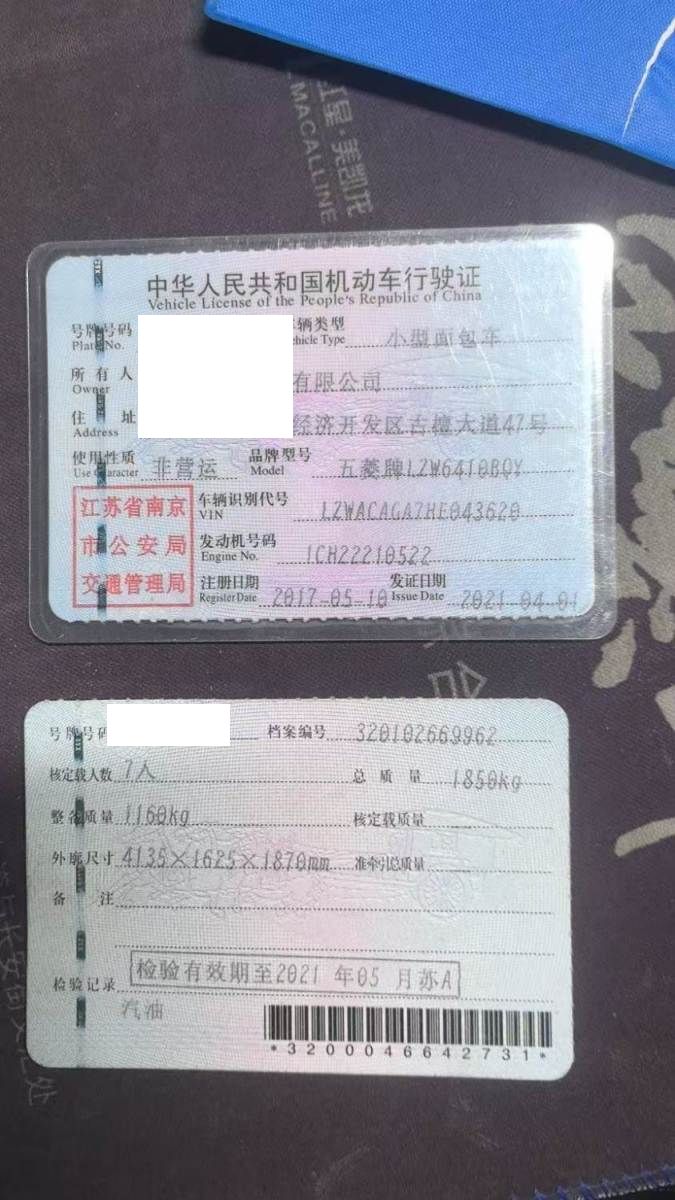 红星·美凯龙
MACALLINE
中华人民共和国机动车行驶证
Vehicle License of the People's Republic of China
号牌号码 车辆类型 小型面包车
Plate No. Vehicle Type
所有人 有限公司
Owner
住址 经济开发区古檀大道47号
Address
使用性质 非营运 品牌型号 五菱牌LZW6410BQY
Use Character Model
江苏省南京
市公安局
交通管理局
车辆识别代号 LZWACAGA7HE043620
VIN
发动机号码 1CH22210522
Engine No.
注册日期 2017-05-10 发证日期 2021-04-01
Register Date Issue Date
号牌号码 档案编号 320102669962
核定载人数 7人 总质量 1850kg
整备质量 1160kg 核定载质量
外廓尺寸 4135×1625×1870mm 准牵引总质量
备注
检验记录 检验有效期至2021年05月苏A
汽油
*3200046642731*